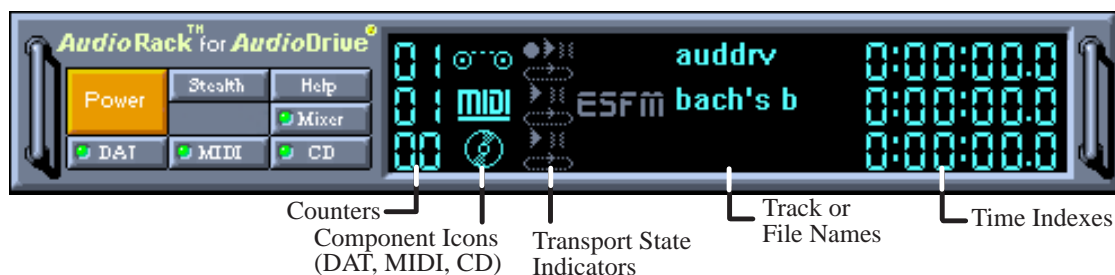 AudioRack™ for AudioDrive®
Power
Stealth
Help
Mixer
DAT
MIDI
CD
01
auddrv
0:00:00.0
01
MIDI
ESFM
bach's b
0:00:00.0
00
0:00:00.0
Counters
Component Icons
(DAT, MIDI, CD)
Transport State
Indicators
Track or
File Names
Time Indexes